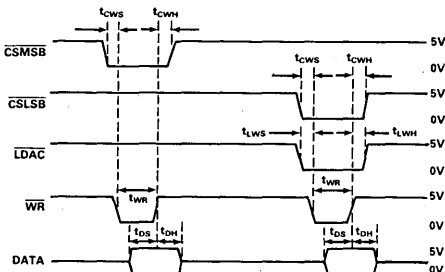 tCWS tCWH
CSMSB 5V
0V
tCWS tCWH
CSLSB 5V
0V
tLWS tLWH
LDAC 5V
0V
tWR tWR
WR 5V
0V
tDS tDH tDS tDH
DATA 5V
0V